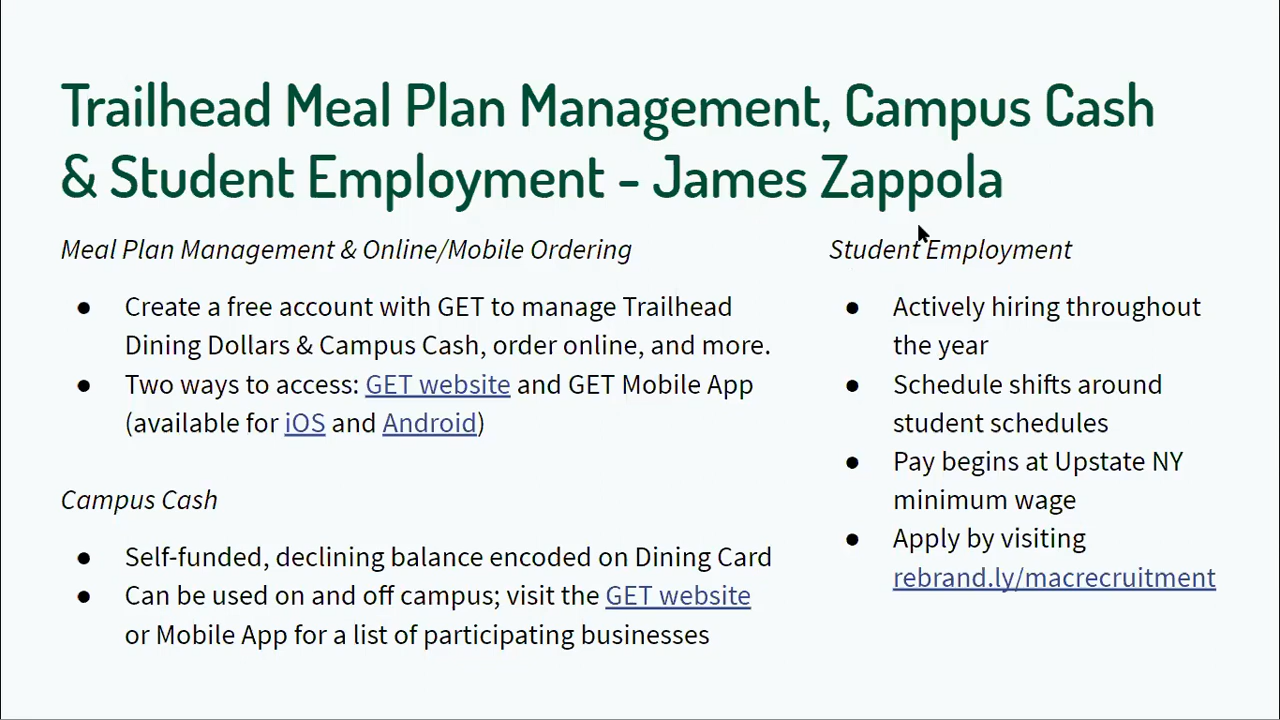 Trailhead Meal Plan Management, Campus Cash
& Student Employment - James Zappola
Meal Plan Management & Online/Mobile Ordering
● Create a free account with GET to manage Trailhead
Dining Dollars & Campus Cash, order online, and more.
● Two ways to access: GET website and GET Mobile App
(available for iOS and Android)
Campus Cash
● Self-funded, declining balance encoded on Dining Card
● Can be used on and off campus; visit the GET website
or Mobile App for a list of participating businesses
Student Employment
● Actively hiring throughout
the year
● Schedule shifts around
student schedules
● Pay begins at Upstate NY
minimum wage
● Apply by visiting
rebrand.ly/macrecruitment